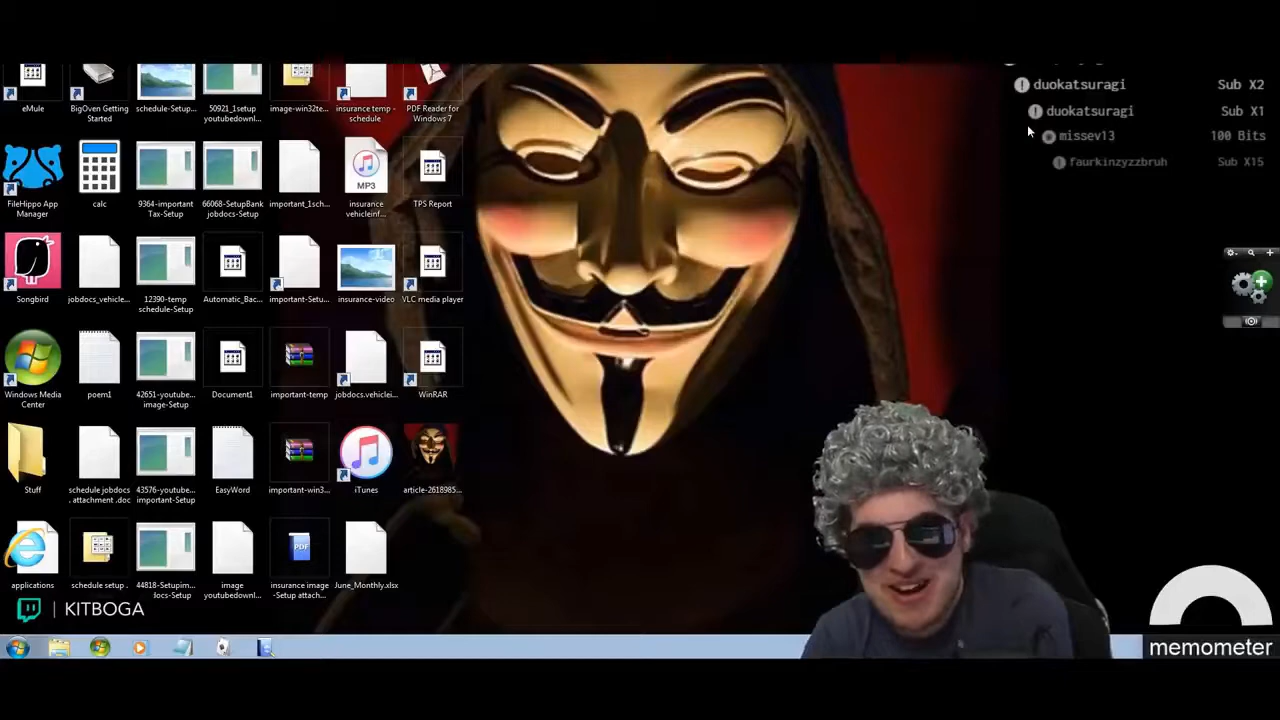 duokatsuragi Sub X2
duokatsuragi Sub X1
missev13 100 Bits
faurkinzyzzbruh Sub X15
eMule
BigOven Getting
Started
schedule-Setup...
50921_1setup
youtubedownl...
image-win32te...
insurance temp -
schedule
PDF Reader for
Windows 7
FileHippo App
Manager
calc
9364-important
Tax-Setup
66068-SetupBank
jobdocs-Setup
important_1sch...
MP3
insurance
vehicleinf...
TPS Report
Songbird
jobdocs_vehicle...
12390-temp
schedule-Setup
Automatic_Bac...
important-Setu...
insurance-video
VLC media player
Windows Media
Center
poem1
42651-youtube...
image-Setup
Document1
important-temp
jobdocs.vehiclei...
WinRAR
Stuff
schedule jobdocs
. attachment .doc
43576-youtube...
important-Setup
EasyWord
important-win3...
iTunes
article-2618985...
applications
schedule setup .
44818-Setupim...
docs-Setup
image
youtubedownl...
PDF
insurance image
-Setup attach...
June_Monthly.xlsx
KITBOGA
memometer